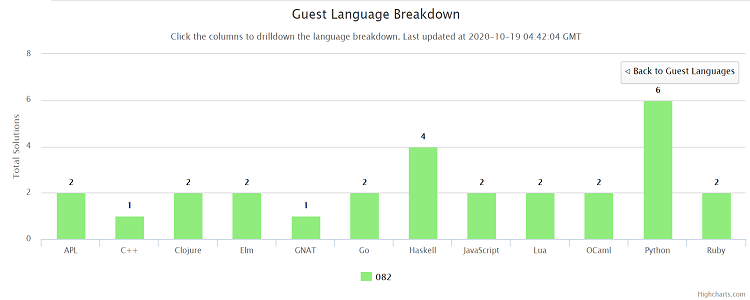 Guest Language Breakdown
Click the columns to drilldown the language breakdown. Last updated at 2020-10-19 04:42:04 GMT
◁ Back to Guest Languages
Total Solutions
8
6
4
2
0
2
1
2
2
1
2
4
2
2
2
6
2
APL
C++
Clojure
Elm
GNAT
Go
Haskell
JavaScript
Lua
OCaml
Python
Ruby
082
Highcharts.com